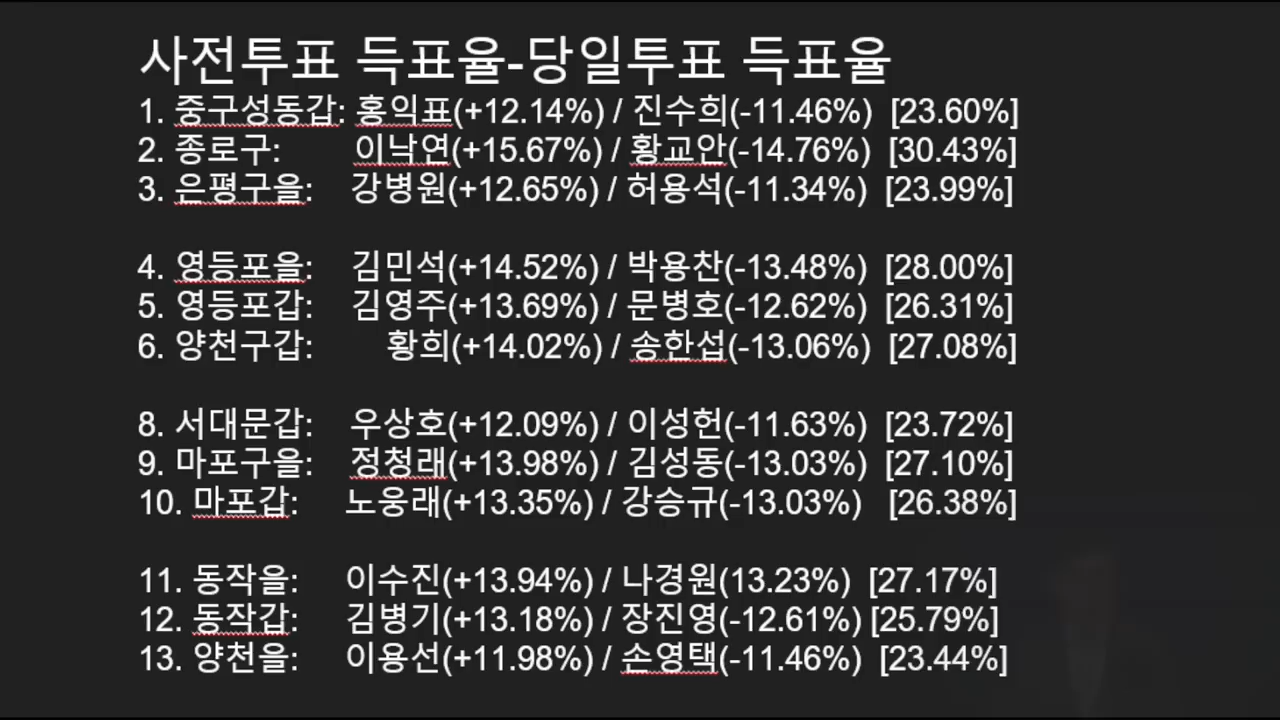 사전투표 득표율-당일투표 득표율
1. 중구성동갑: 홍익표(+12.14%) / 진수희(-11.46%) [23.60%]
2. 종로구: 이낙연(+15.67%) / 황교안(-14.76%) [30.43%]
3. 은평구을: 강병원(+12.65%) / 허용석(-11.34%) [23.99%]
4. 영등포을: 김민석(+14.52%) / 박용찬(-13.48%) [28.00%]
5. 영등포갑: 김영주(+13.69%) / 문병호(-12.62%) [26.31%]
6. 양천구갑: 황희(+14.02%) / 송한섭(-13.06%) [27.08%]
8. 서대문갑: 우상호(+12.09%) / 이성헌(-11.63%) [23.72%]
9. 마포구을: 정청래(+13.98%) / 김성동(-13.03%) [27.10%]
10. 마포갑: 노웅래(+13.35%) / 강승규(-13.03%) [26.38%]
11. 동작을: 이수진(+13.94%) / 나경원(13.23%) [27.17%]
12. 동작갑: 김병기(+13.18%) / 장진영(-12.61%) [25.79%]
13. 양천을: 이용선(+11.98%) / 손영택(-11.46%) [23.44%]